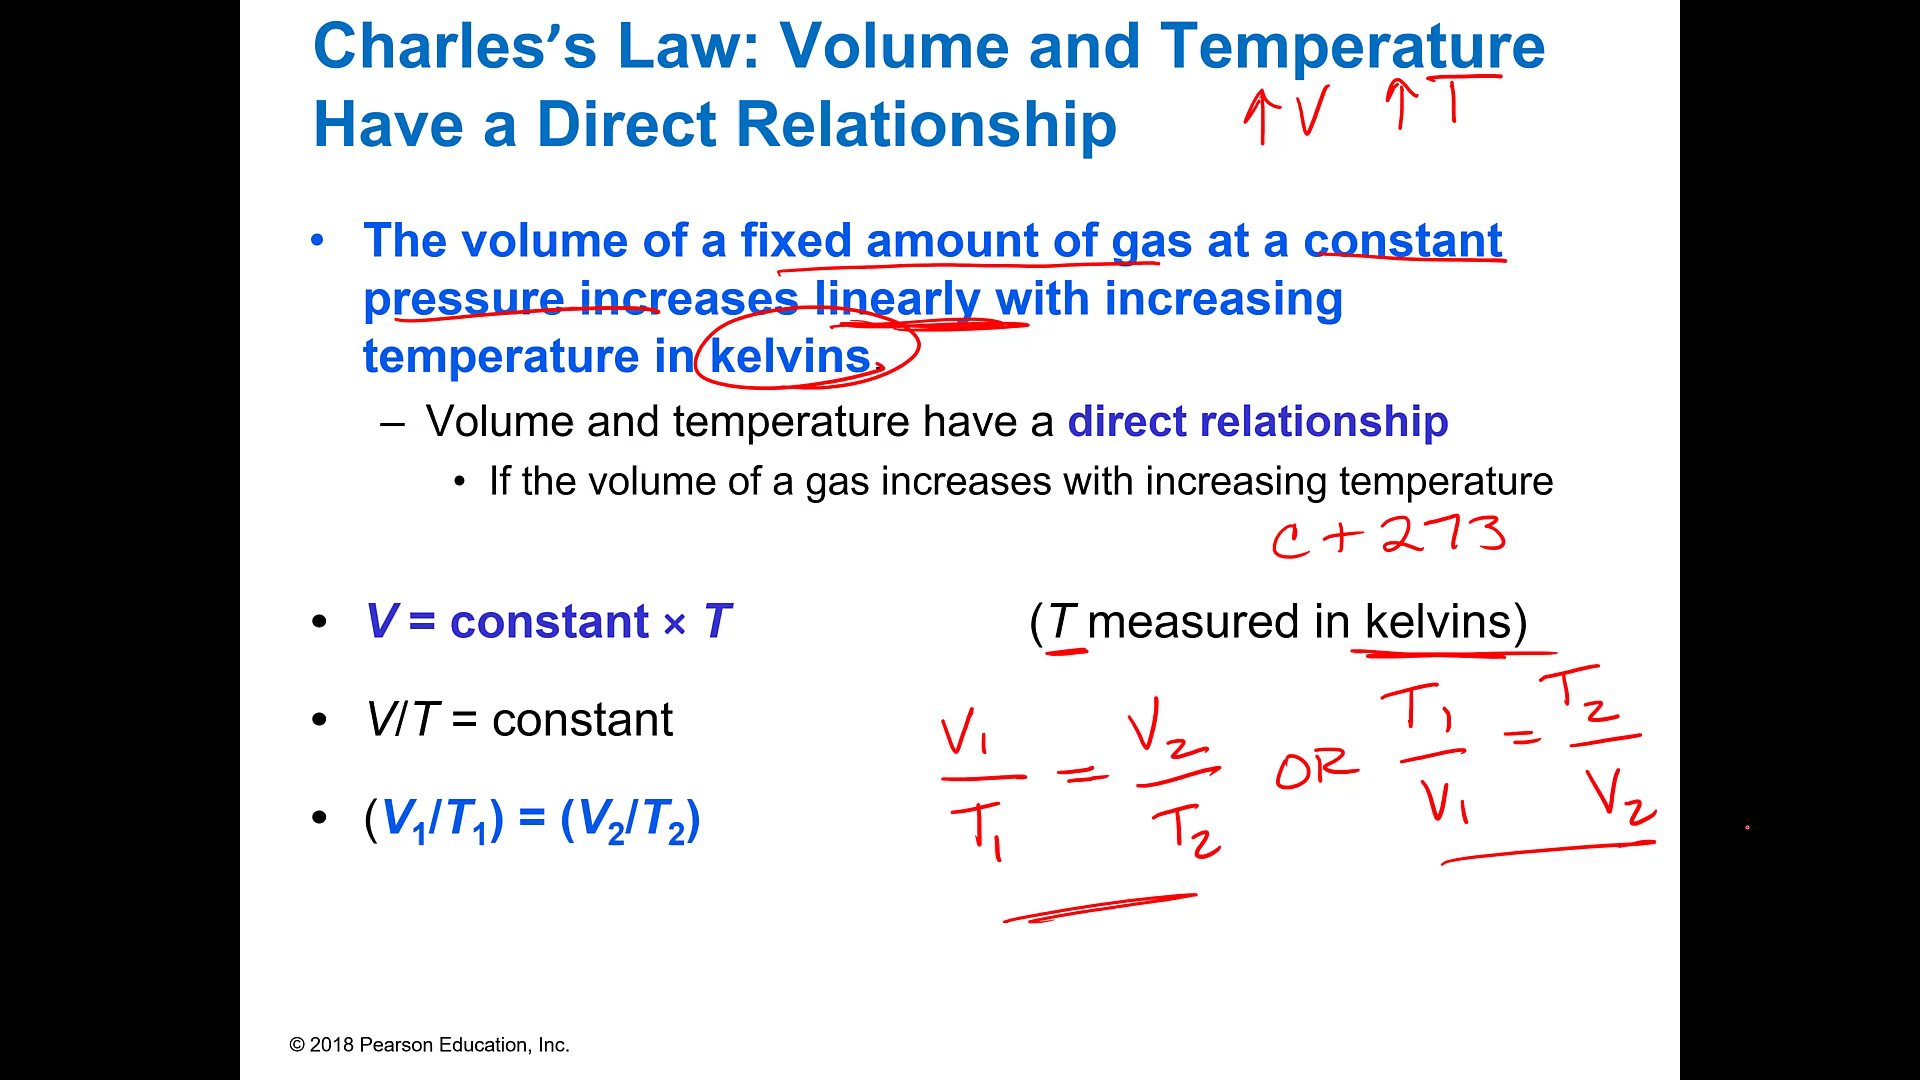 Charles’s Law: Volume and Temperature
Have a Direct Relationship
↑V ↑T
• The volume of a fixed amount of gas at a constant
pressure increases linearly with increasing
temperature in kelvins.
– Volume and temperature have a direct relationship
• If the volume of a gas increases with increasing temperature
C + 273
• V = constant × T (T measured in kelvins)
• V/T = constant
• (V₁/T₁) = (V₂/T₂)
V₁/T₁ = V₂/T₂ OR T₁/V₁ = T₂/V₂
© 2018 Pearson Education, Inc.